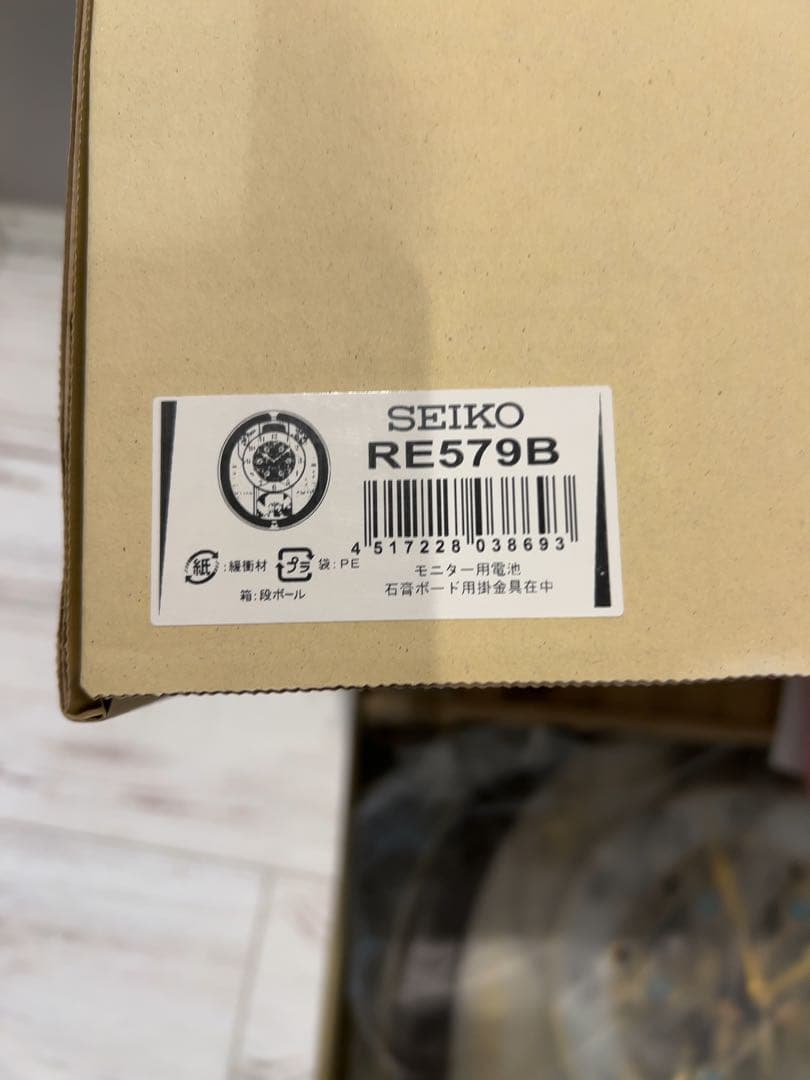 SEIKO
RE579B
4 517228 038693
紙:緩衝材 プラ 袋:PE
箱:段ボール
モニター用電池
石膏ボード用掛金具在中